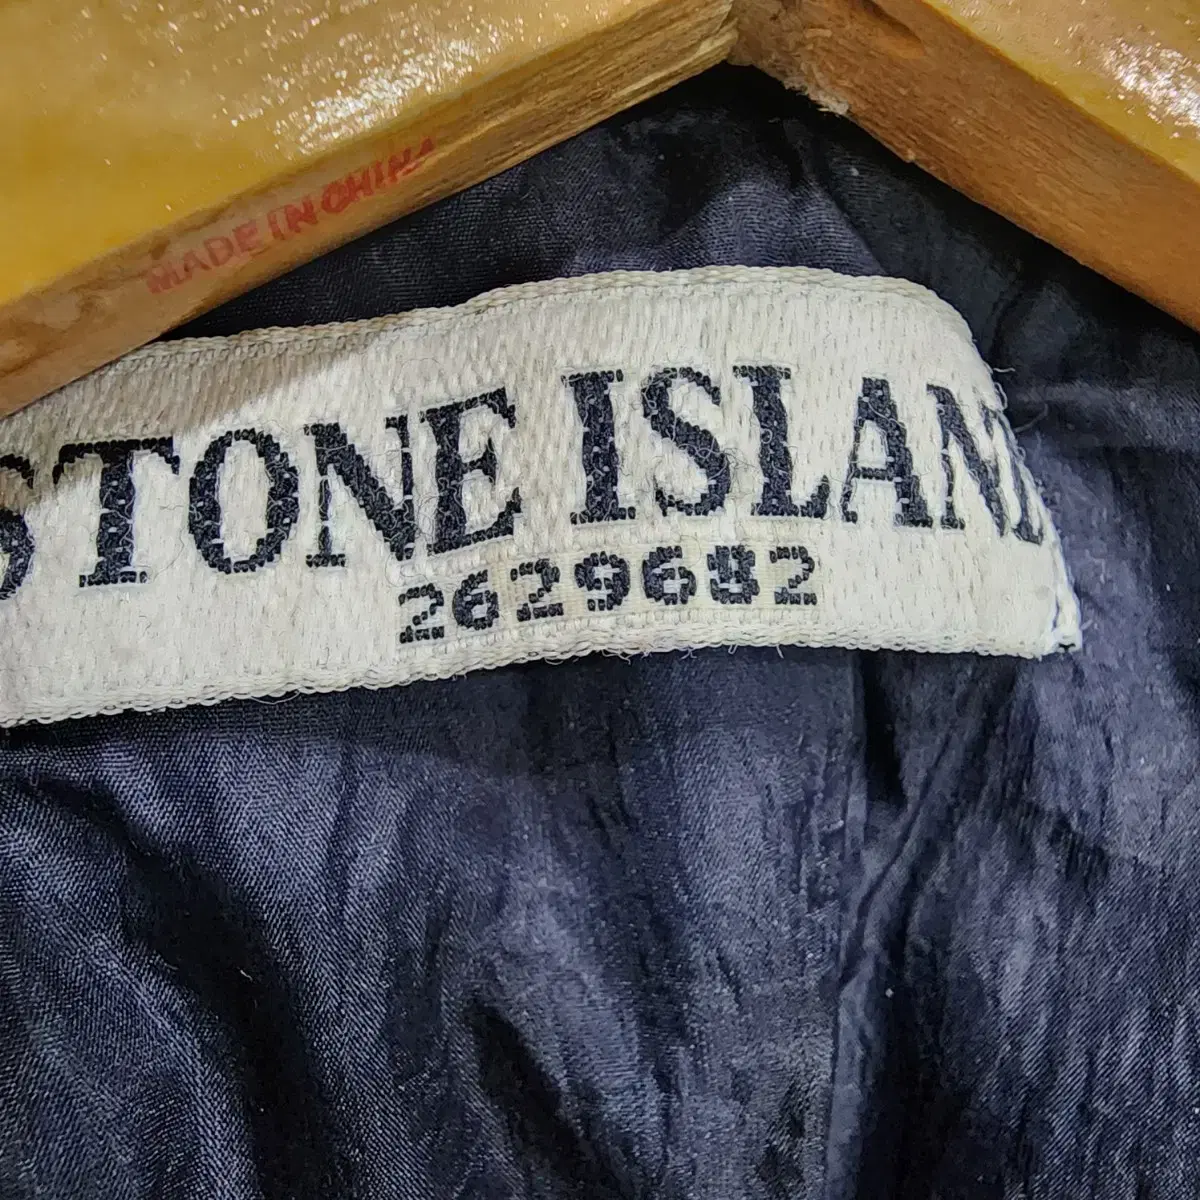 MADE IN CHINA
STONE ISLAND
2629682